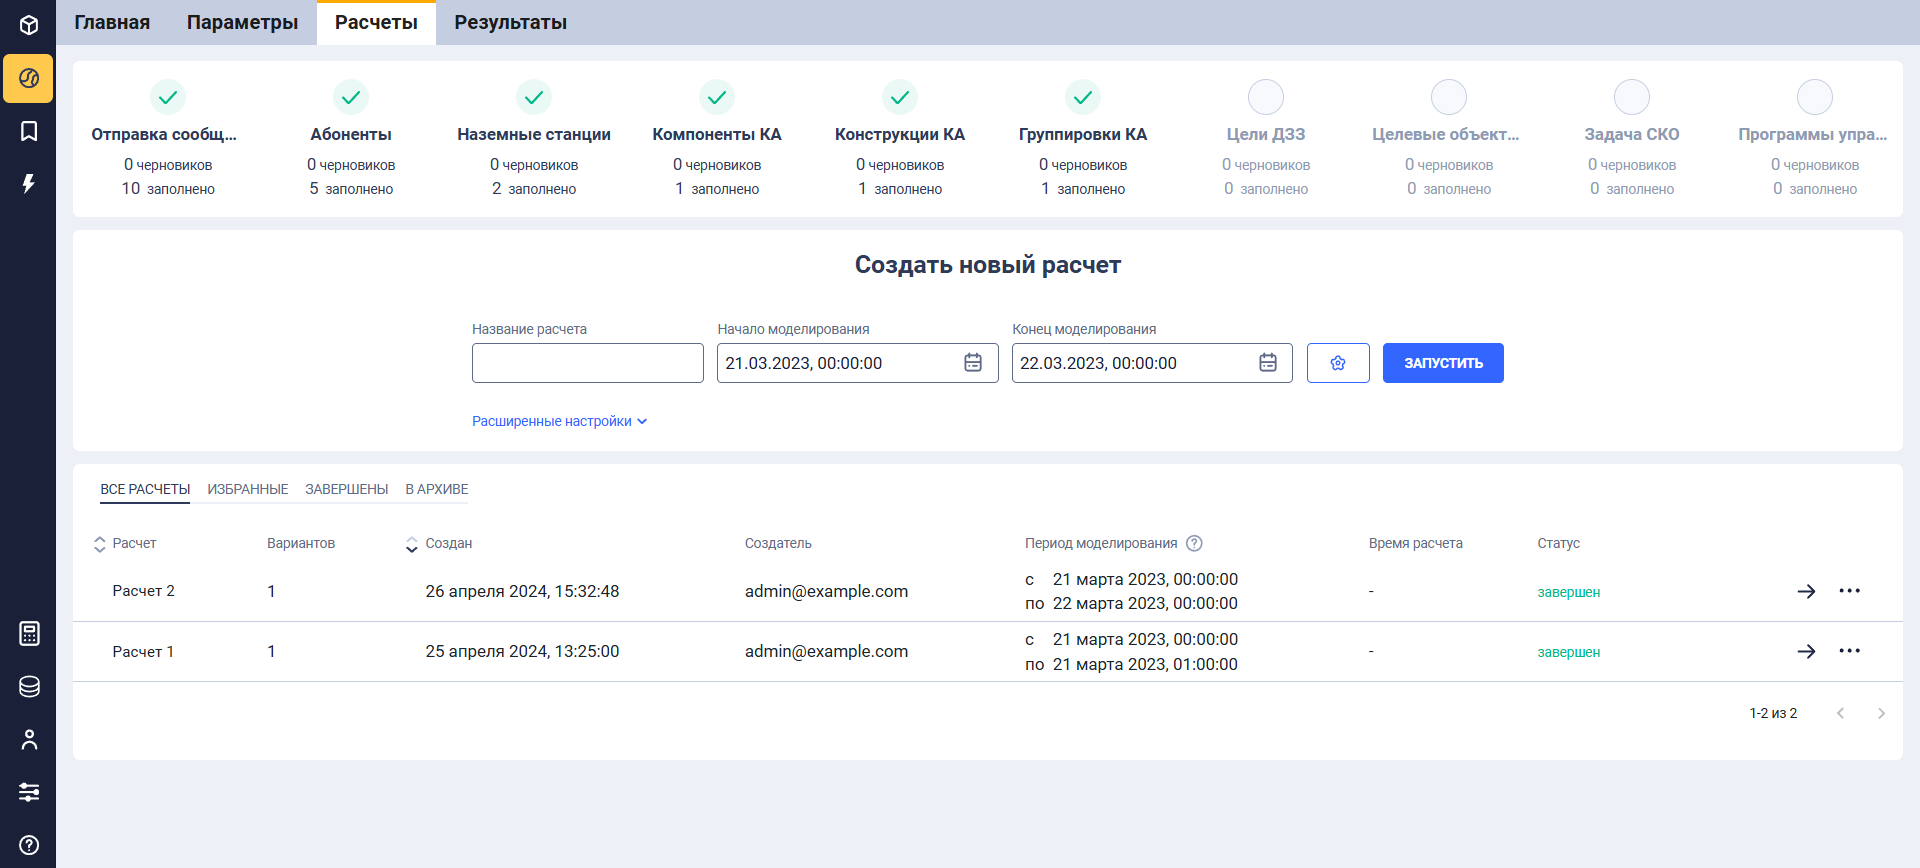 Главная Параметры Расчеты Результаты
Отправка сообщ... Абоненты Наземные станции Компоненты КА Конструкции КА Группировки КА Цели ДЗЗ Целевые объект... Задача СКО Программы упра...
0 черновиков 0 черновиков 0 черновиков 0 черновиков 0 черновиков 0 черновиков 0 черновиков 0 черновиков 0 черновиков 0 черновиков
10 заполнено 5 заполнено 2 заполнено 1 заполнено 1 заполнено 1 заполнено 0 заполнено 0 заполнено 0 заполнено 0 заполнено
Создать новый расчет
Название расчета Начало моделирования Конец моделирования
21.03.2023, 00:00:00 22.03.2023, 00:00:00 ЗАПУСТИТЬ
Расширенные настройки
ВСЕ РАСЧЕТЫ ИЗБРАННЫЕ ЗАВЕРШЕНЫ В АРХИВЕ
Расчет Вариантов Создан Создатель Период моделирования Время расчета Статус
Расчет 2 1 26 апреля 2024, 15:32:48 admin@example.com с 21 марта 2023, 00:00:00 - завершен
по 22 марта 2023, 00:00:00
Расчет 1 1 25 апреля 2024, 13:25:00 admin@example.com с 21 марта 2023, 00:00:00 - завершен
по 21 марта 2023, 01:00:00
1-2 из 2